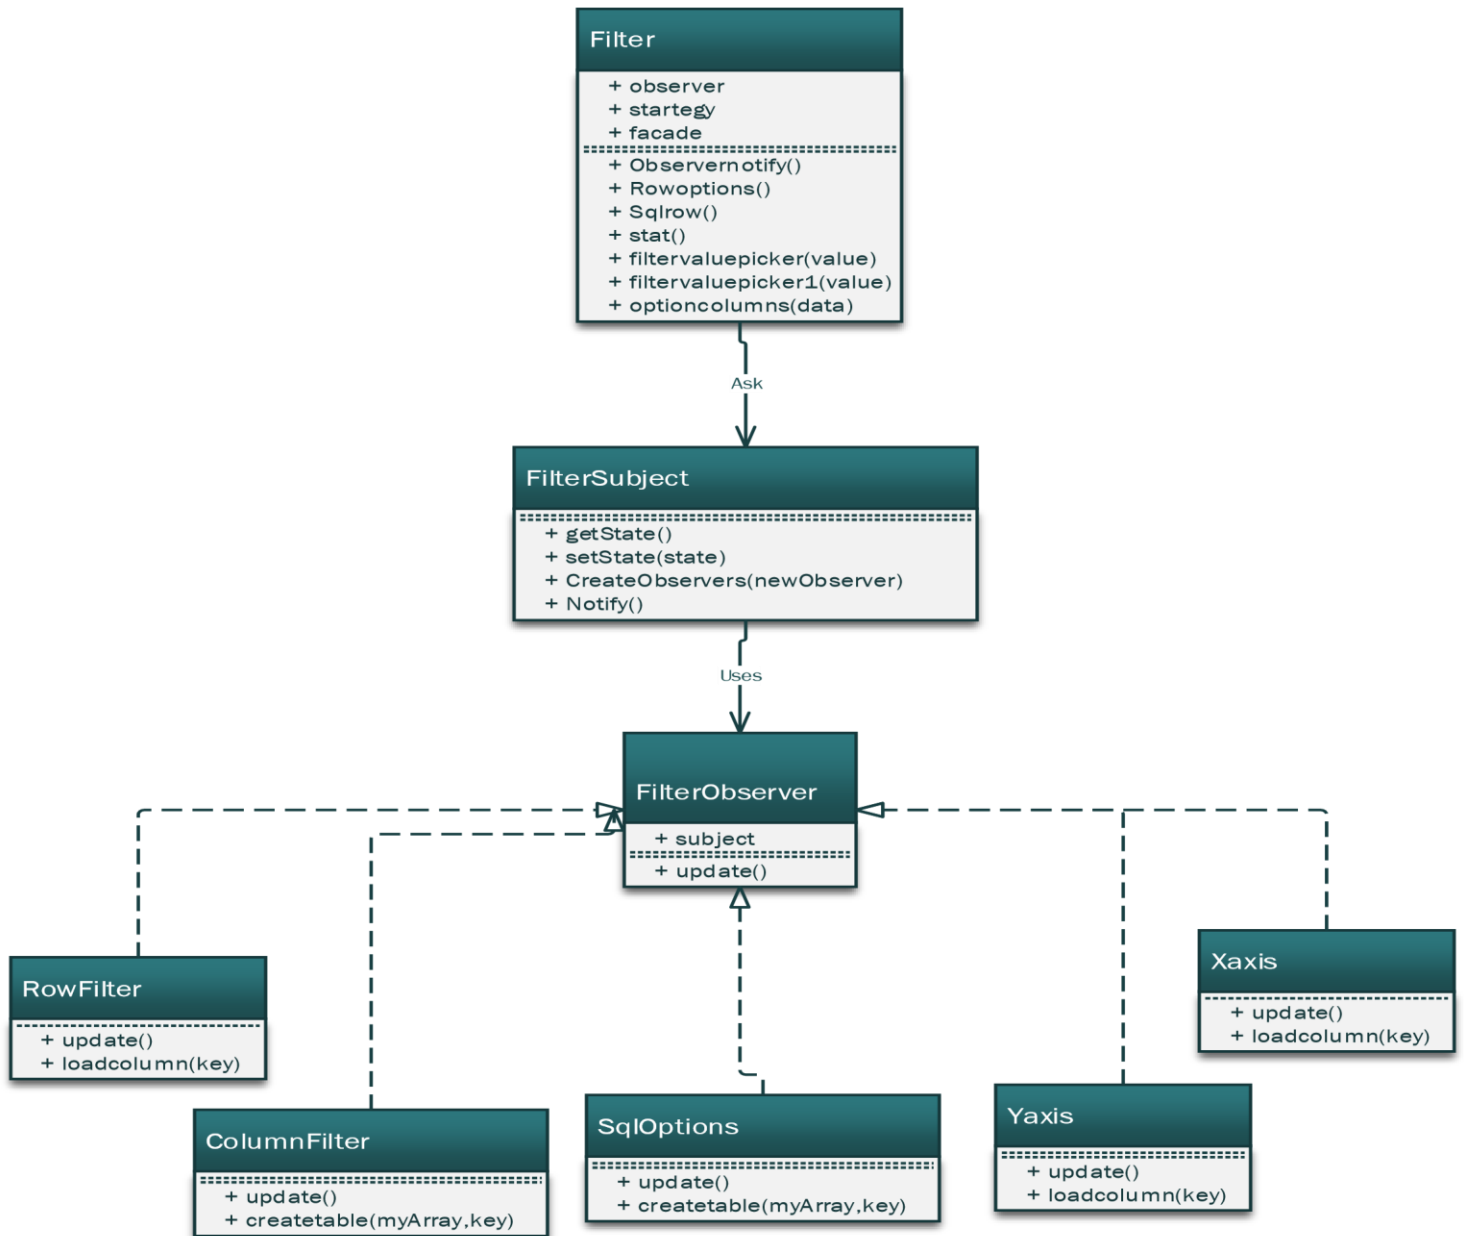 Filter
+ observer
+ startegy
+ facade
+ Observernotify()
+ Rowoptions()
+ Sqlrow()
+ stat()
+ filtervaluepicker(value)
+ filtervaluepicker1(value)
+ optioncolumns(data)
Ask
FilterSubject
+ getState()
+ setState(state)
+ CreateObservers(newObserver)
+ Notify()
Uses
FilterObserver
+ subject
+ update()
RowFilter
+ update()
+ loadcolumn(key)
ColumnFilter
+ update()
+ createtable(myArray,key)
SqlOptions
+ update()
+ createtable(myArray,key)
Yaxis
+ update()
+ loadcolumn(key)
Xaxis
+ update()
+ loadcolumn(key)